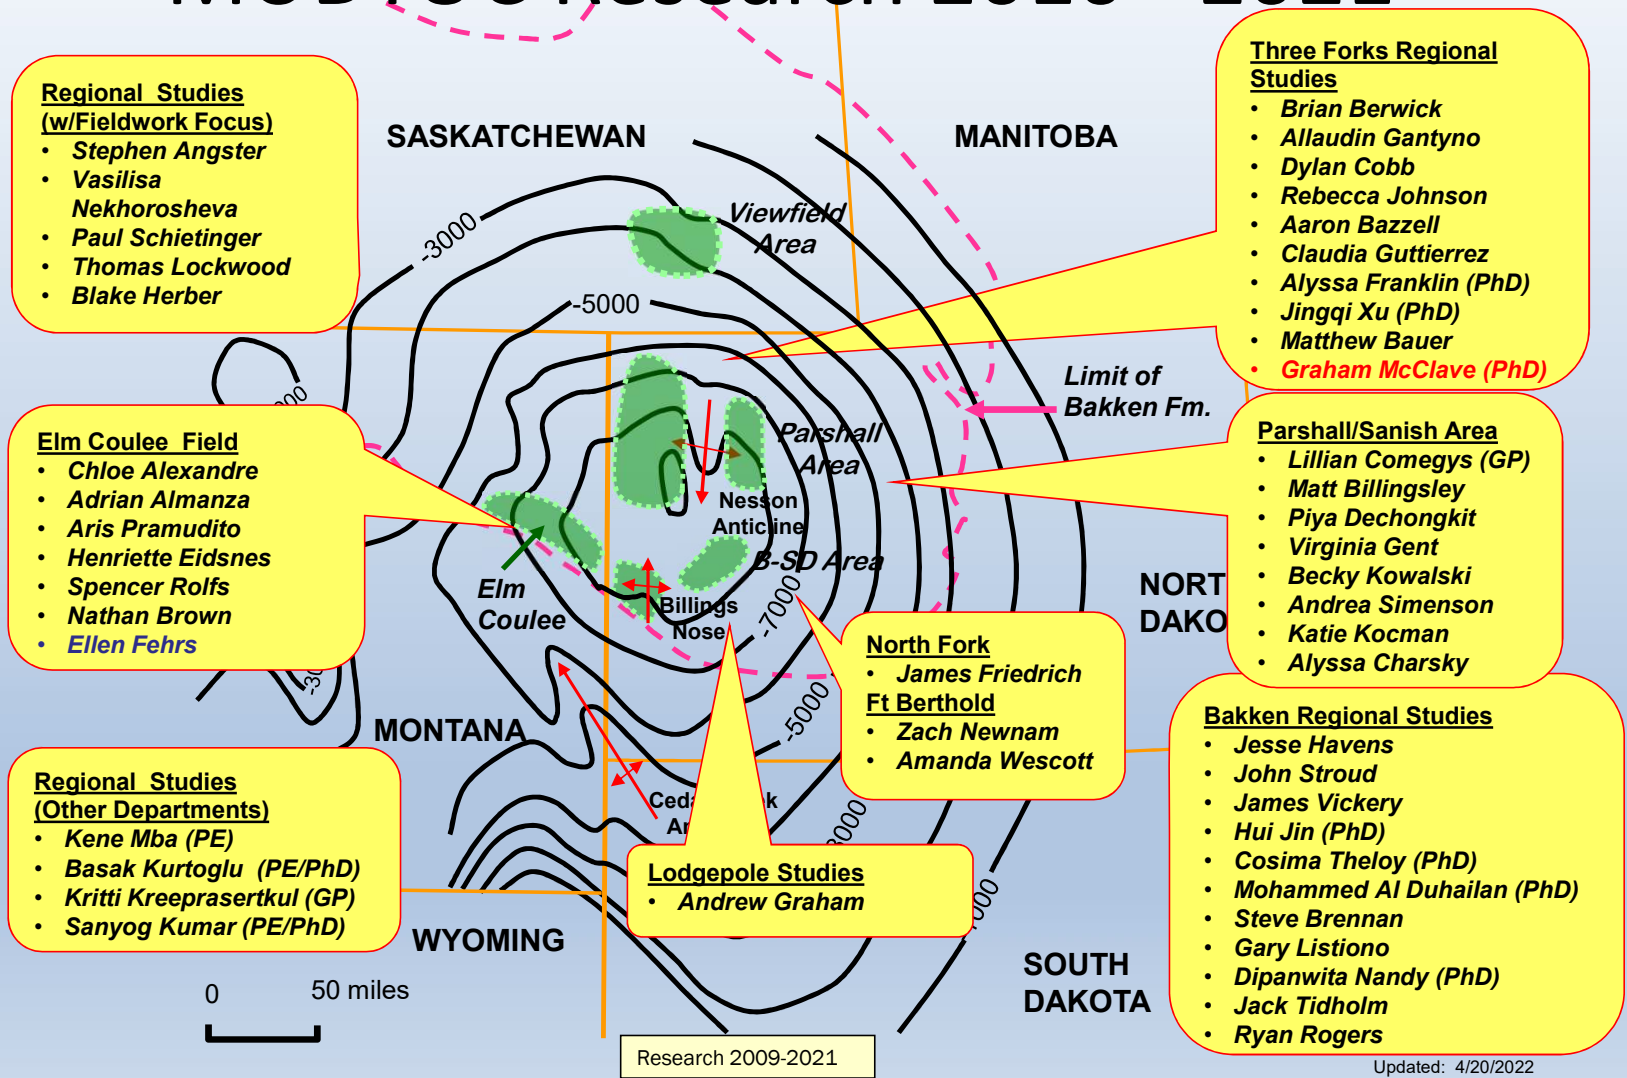 Regional  Studies
(w/Fieldwork Focus)
• Stephen Angster
• Vasilisa
Nekhorosheva
• Paul Schietinger
• Thomas Lockwood
• Blake Herber
Three Forks Regional
Studies
• Brian Berwick
• Allaudin Gantyno
• Dylan Cobb
• Rebecca Johnson
• Aaron Bazzell
• Claudia Guttierrez
• Alyssa Franklin (PhD)
• Jingqi Xu (PhD)
• Matthew Bauer
• Graham McClave (PhD)
SASKATCHEWAN
MANITOBA
Viewfield
Area
-3000
-5000
Limit of
Bakken Fm.
Elm Coulee  Field
• Chloe Alexandre
• Adrian Almanza
• Aris Pramudito
• Henriette Eidsnes
• Spencer Rolfs
• Nathan Brown
• Ellen Fehrs
Parshall
Area
Nesson
Anticline
B-SD Area
Elm
Coulee
Billings
Nose
-7000
Parshall/Sanish Area
• Lillian Comegys (GP)
• Matt Billingsley
• Piya Dechongkit
• Virginia Gent
• Becky Kowalski
• Andrea Simenson
• Katie Kocman
• Alyssa Charsky
North Fork
• James Friedrich
Ft Berthold
• Zach Newnam
• Amanda Wescott
MONTANA
-5000
Regional  Studies
(Other Departments)
• Kene Mba (PE)
• Basak Kurtoglu  (PE/PhD)
• Kritti Kreeprasertkul (GP)
• Sanyog Kumar (PE/PhD)
Lodgepole Studies
• Andrew Graham
Bakken Regional Studies
• Jesse Havens
• John Stroud
• James Vickery
• Hui Jin (PhD)
• Cosima Theloy (PhD)
• Mohammed Al Duhailan (PhD)
• Steve Brennan
• Gary Listiono
• Dipanwita Nandy (PhD)
• Jack Tidholm
• Ryan Rogers
WYOMING
SOUTH
DAKOTA
0 50 miles
Research 2009-2021
Updated:  4/20/2022